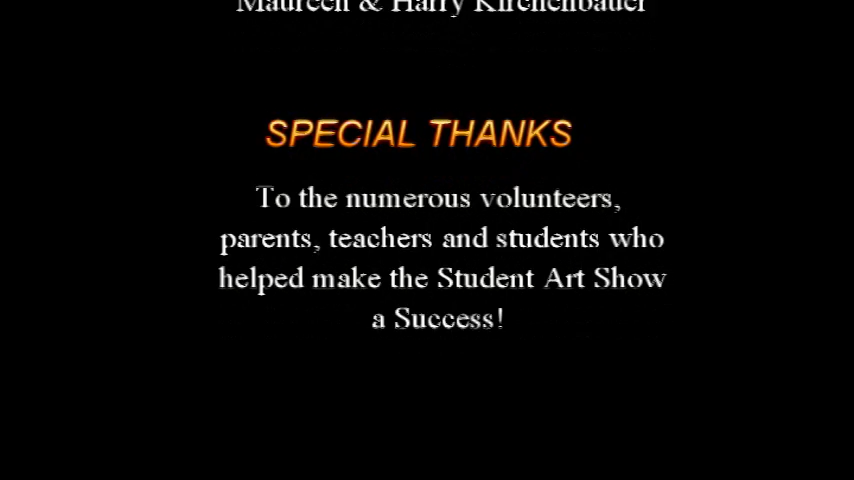 Maureen & Harry Kirchenbauer
SPECIAL THANKS
To the numerous volunteers,
parents, teachers and students who
helped make the Student Art Show
a Success!